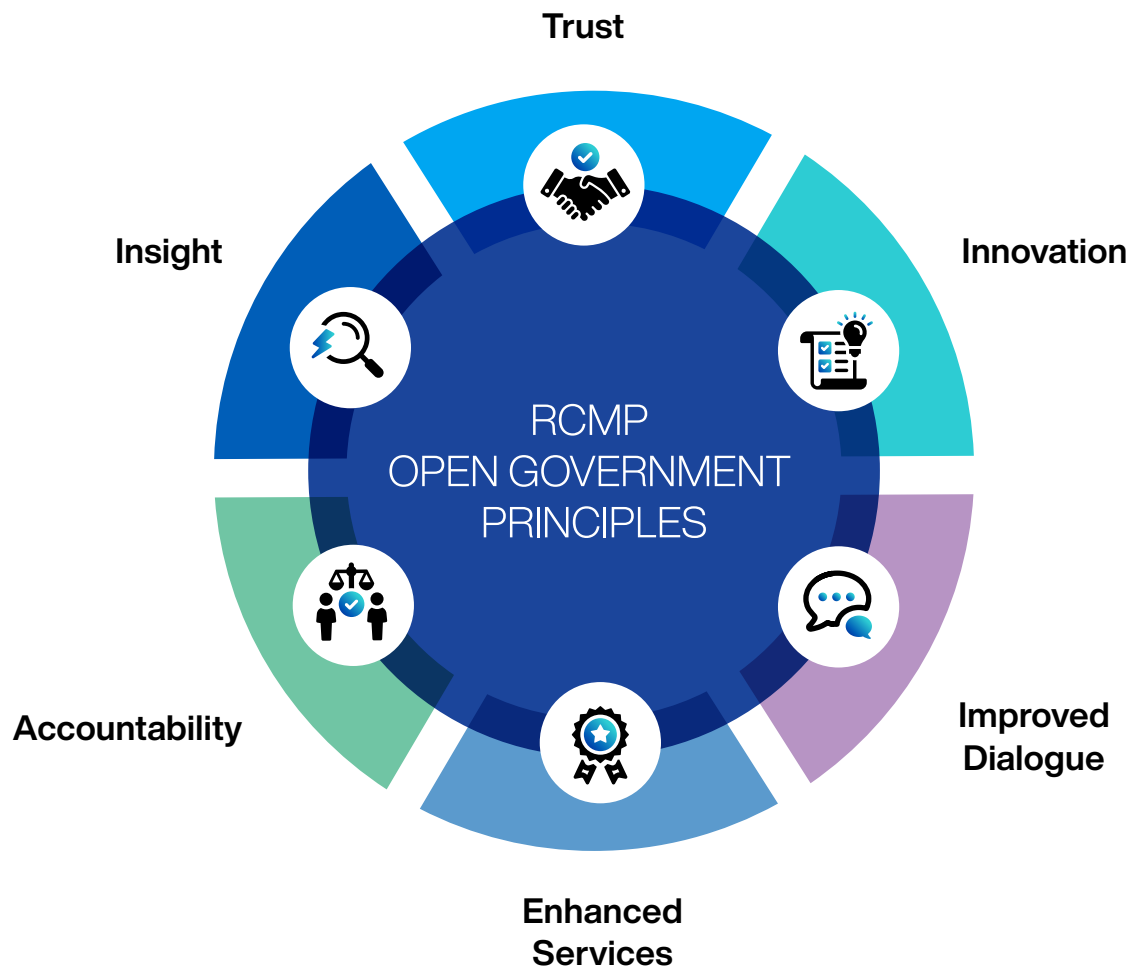 Trust
Insight
Innovation
RCMP
OPEN GOVERNMENT
PRINCIPLES
Accountability
Improved
Dialogue
Enhanced
Services